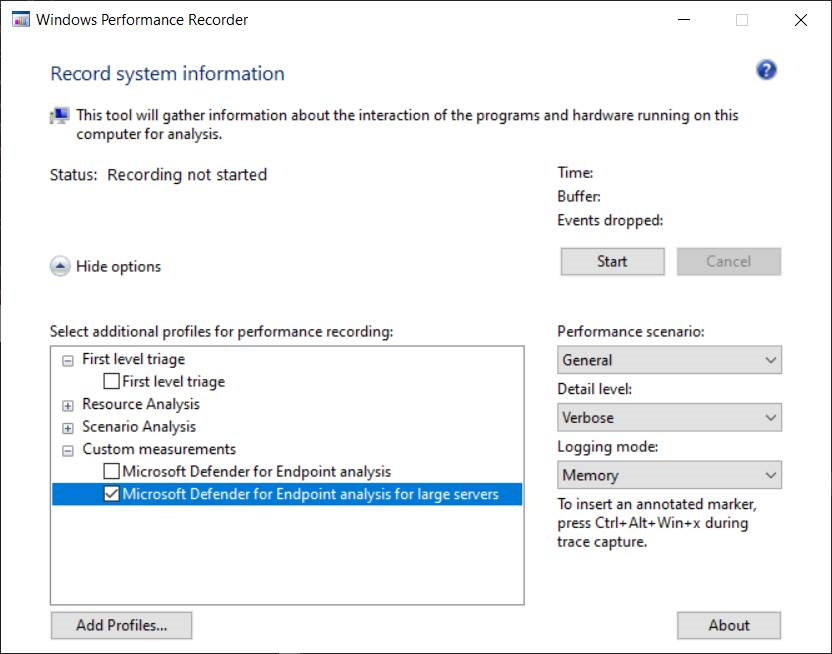 Windows Performance Recorder
Record system information
This tool will gather information about the interaction of the programs and hardware running on this
computer for analysis.
Status: Recording not started
Time:
Buffer:
Events dropped:
Hide options
Start
Cancel
Select additional profiles for performance recording:
First level triage
First level triage
Resource Analysis
Scenario Analysis
Custom measurements
Microsoft Defender for Endpoint analysis
Microsoft Defender for Endpoint analysis for large servers
Performance scenario:
General
Detail level:
Verbose
Logging mode:
Memory
To insert an annotated marker,
press Ctrl+Alt+Win+x during
trace capture.
Add Profiles...
About